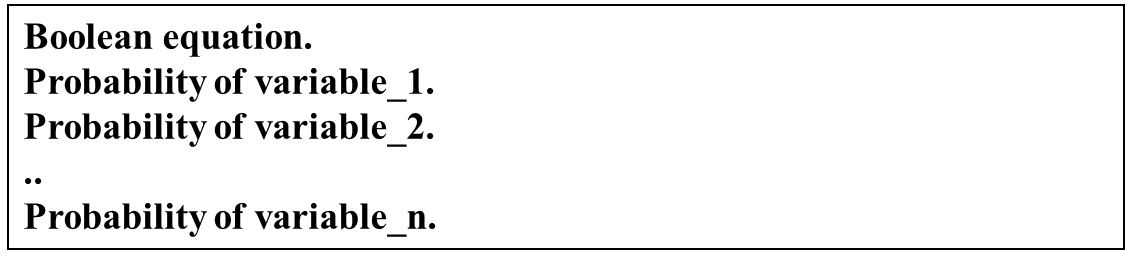 Boolean equation.
Probability of variable_1.
Probability of variable_2.
..
Probability of variable_n.